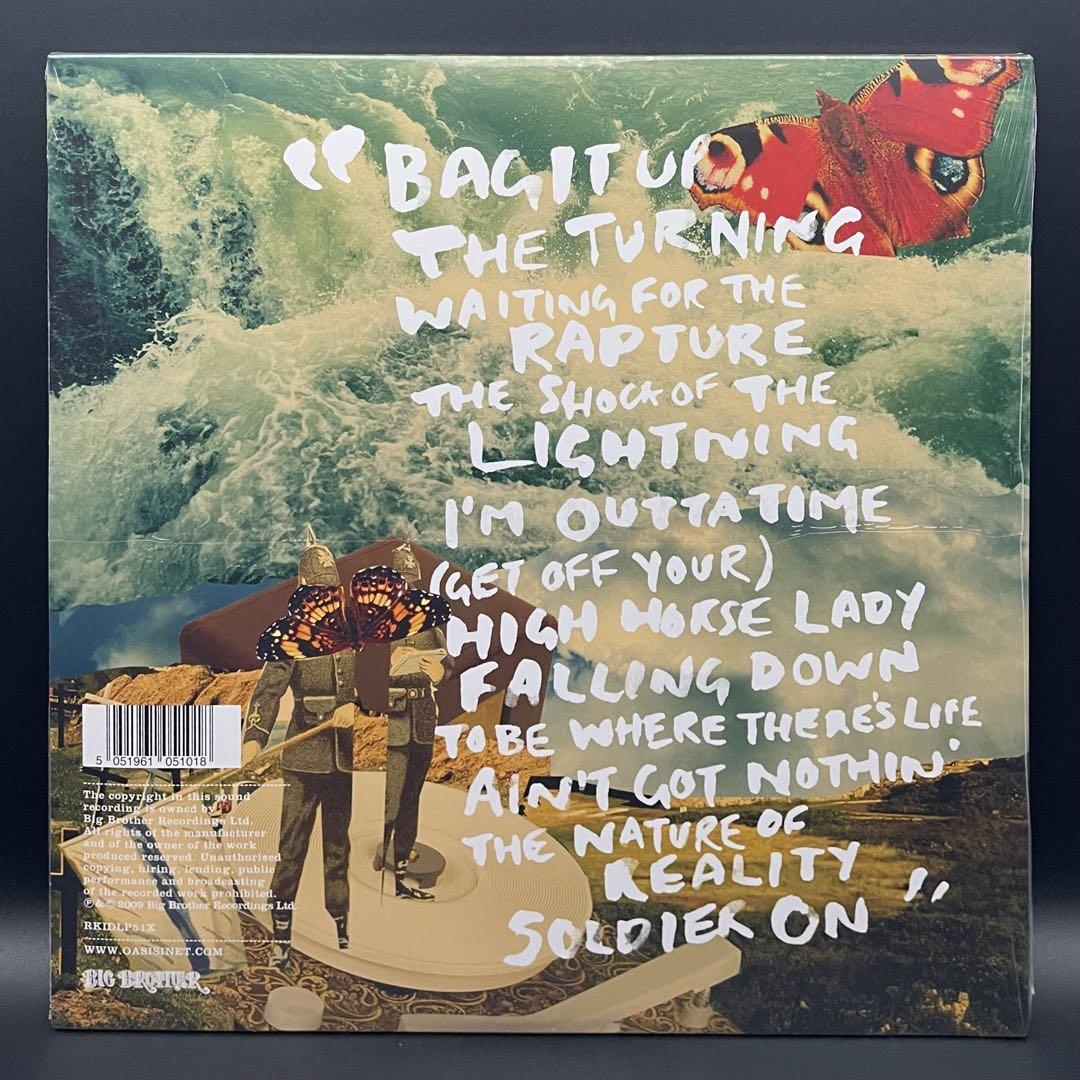 “BAG IT UP
THE TURNING
WAITING FOR THE
RAPTURE
THE SHOCK OF THE
LIGHTNING
I'M OUTTA TIME
(GET OFF YOUR)
HIGH HORSE LADY
FALLING DOWN
TO BE WHERE THERE'S LIFE
AIN'T GOT NOTHIN'
THE NATURE OF
REALITY
SOLDIER ON”
5 051961 051018
The copyright in this sound
recording is owned by
Big Brother Recordings Ltd.
All rights of the manufacturer
and of the owner of the work
produced reserved. Unauthorised
copying, hiring, lending, public
performance and broadcasting
of the recorded work prohibited.
℗&©2009 Big Brother Recordings Ltd.
RKIDLP51X
WWW.OASISINET.COM
BIG BROTHER